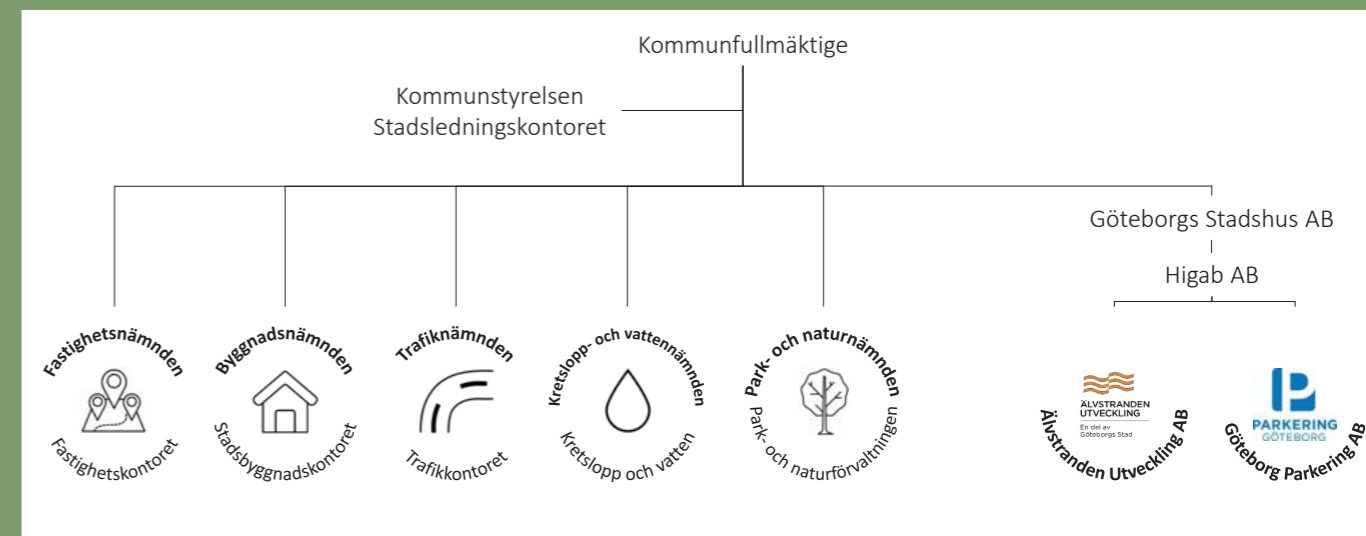 Kommunfullmäktige
Kommunstyrelsen
Stadsledningskontoret
Göteborgs Stadshus AB
Higab AB
Fastighetsnämnden
Fastighetskontoret
Byggnadsnämnden
Stadsbyggnadskontoret
Trafiknämnden
Trafikkontoret
Kretslopp- och vattennämnden
Kretslopp och vatten
Park- och naturnämnden
Park- och naturförvaltningen
ÄLVSTRANDEN
UTVECKLING
En del av
Göteborgs Stad
Älvstranden Utveckling AB
PARKERING
GÖTEBORG
Göteborg Parkering AB